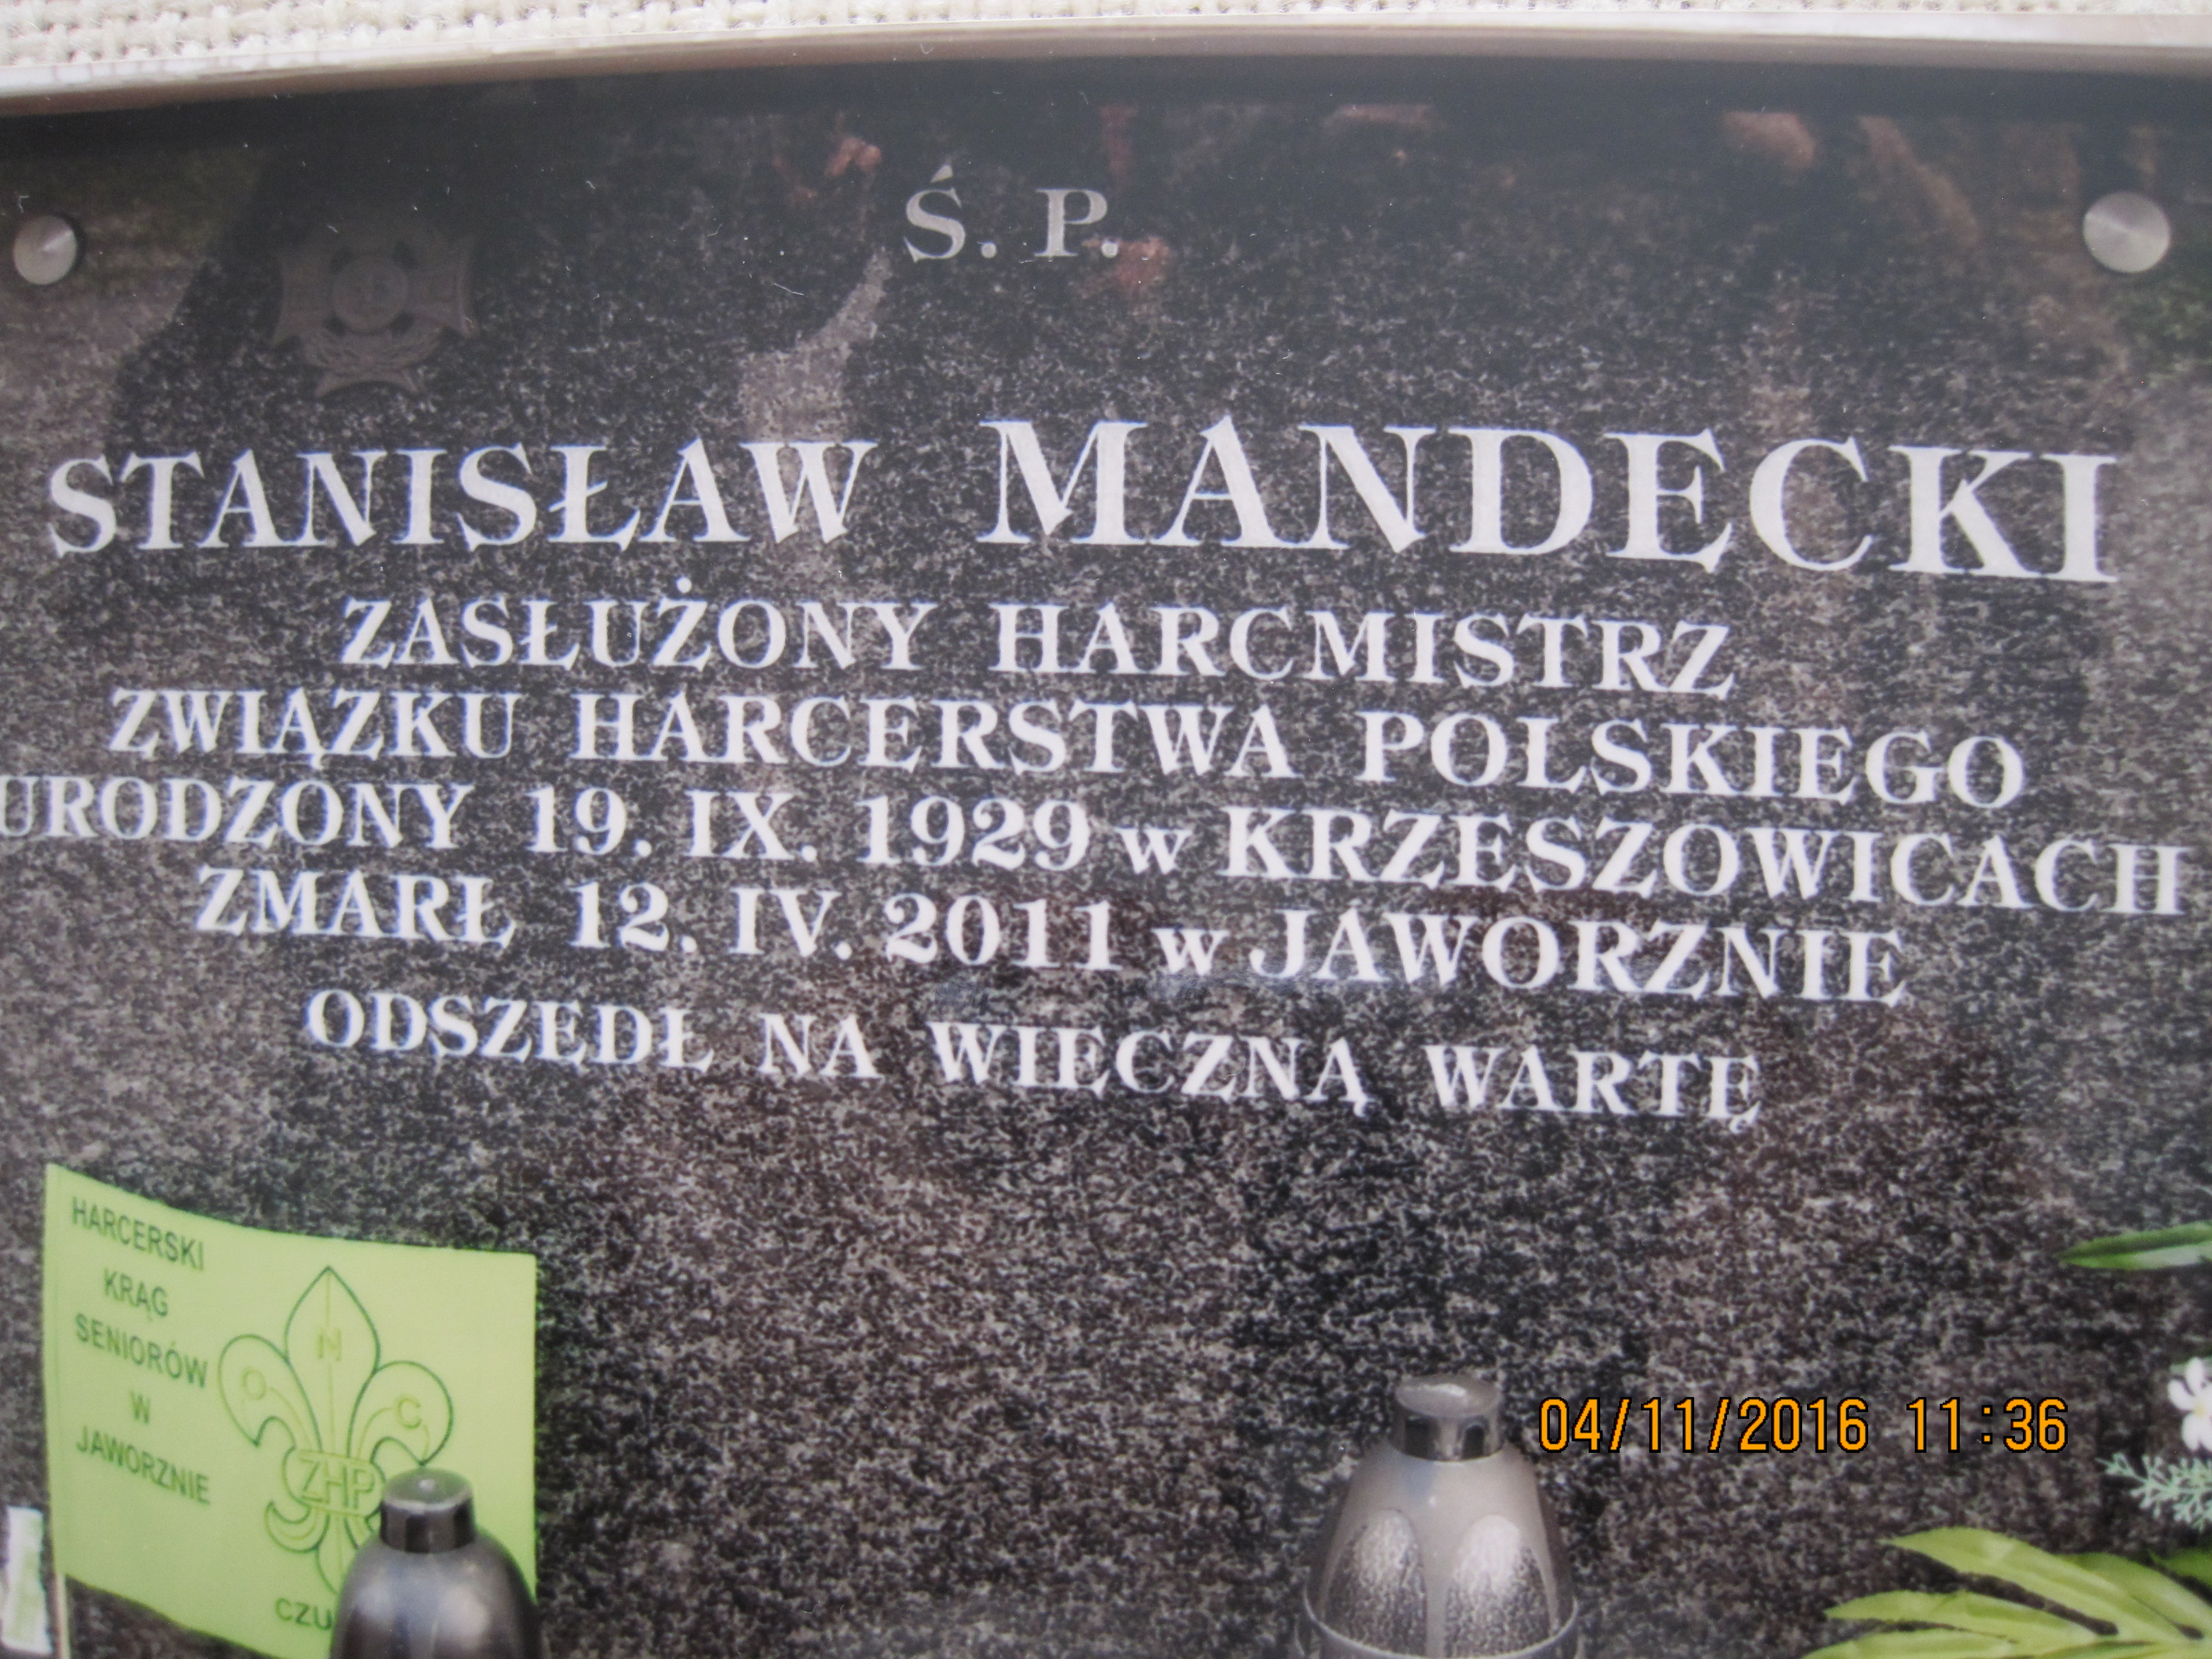 Ś. P.
STANISŁAW MANDECKI
ZASŁUŻONY HARCMISTRZ
ZWIĄZKU HARCERSTWA POLSKIEGO
URODZONY 19. IX. 1929 w KRZESZOWICACH
ZMARŁ 12. IV. 2011 w JAWORZNIE
ODSZEDŁ NA WIECZNĄ WARTĘ
HARCERSKI
KRĄG
SENIORÓW
W
JAWORZNIE
N
O C
ZHP
04/11/2016 11:36